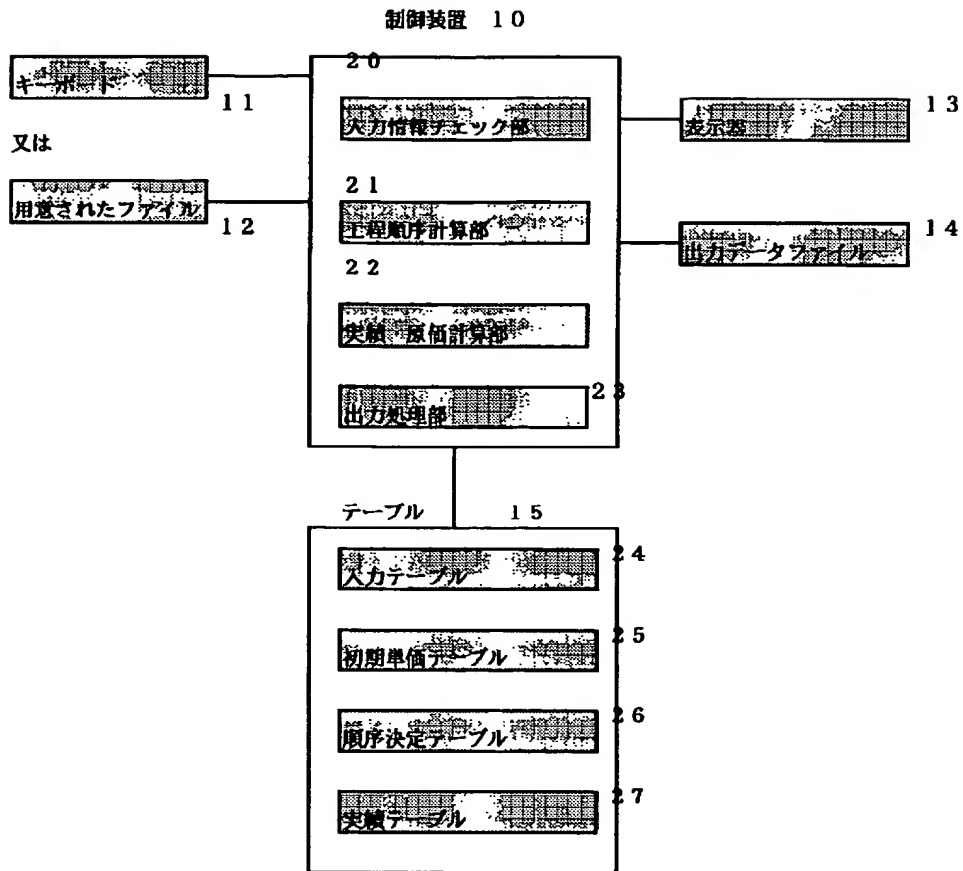 制御装置 10
キーボード
11
又は
用意されたファイル
12
20
入力情報チェック部
21
工程順序計算部
22
実績・原価計算部
23
出力処理部
表示器
13
出力データファイル
14
テーブル 15
24
入力テーブル
25
初期単価テーブル
26
順序決定テーブル
27
実績テーブル